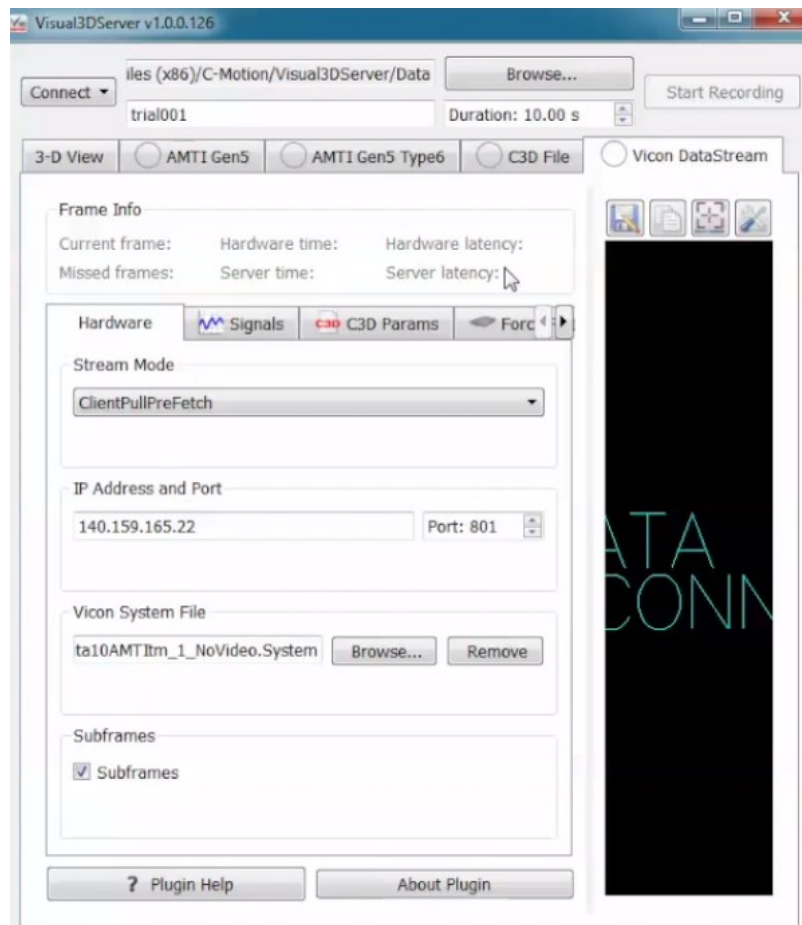 Visual3DServer v1.0.0.126
Connect
iles (x86)/C-Motion/Visual3DServer/Data
Browse...
Start Recording
trial001
Duration: 10.00 s
3-D View
AMTI Gen5
AMTI Gen5 Type6
C3D File
Vicon DataStream
Frame Info
Current frame:
Hardware time:
Hardware latency:
Missed frames:
Server time:
Server latency:
Hardware
Signals
C3D
C3D Params
Forc
Stream Mode
ClientPullPreFetch
IP Address and Port
140.159.165.22
Port: 801
Vicon System File
ta10AMTItm_1_NoVideo.System
Browse...
Remove
Subframes
Subframes
? Plugin Help
About Plugin
ATA
CONN